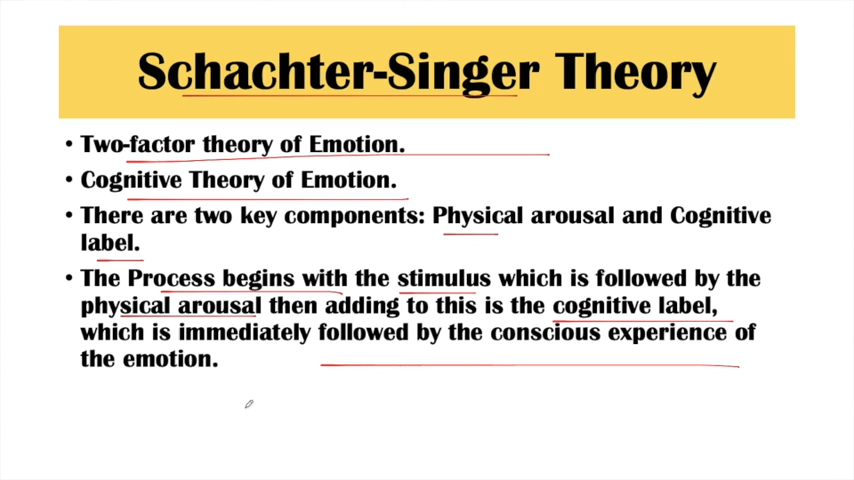 Schachter-Singer Theory
• Two-factor theory of Emotion.
• Cognitive Theory of Emotion.
• There are two key components: Physical arousal and Cognitive
label.
• The Process begins with the stimulus which is followed by the
physical arousal then adding to this is the cognitive label,
which is immediately followed by the conscious experience of
the emotion.